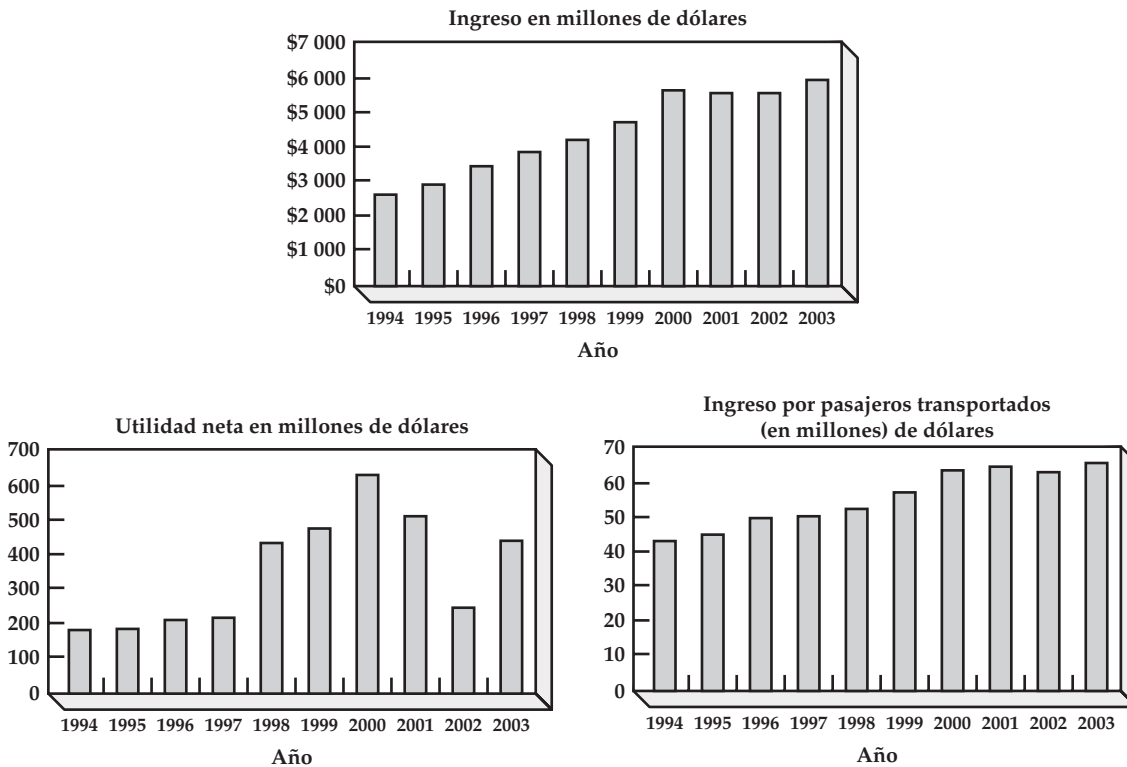 Ingreso en millones de dólares
$7 000
$6 000
$5 000
$4 000
$3 000
$2 000
$1 000
$0
1994 1995 1996 1997 1998 1999 2000 2001 2002 2003
Año
Utilidad neta en millones de dólares
700
600
500
400
300
200
100
0
1994 1995 1996 1997 1998 1999 2000 2001 2002 2003
Año
Ingreso por pasajeros transportados
(en millones) de dólares
70
60
50
40
30
20
10
0
1994 1995 1996 1997 1998 1999 2000 2001 2002 2003
Año